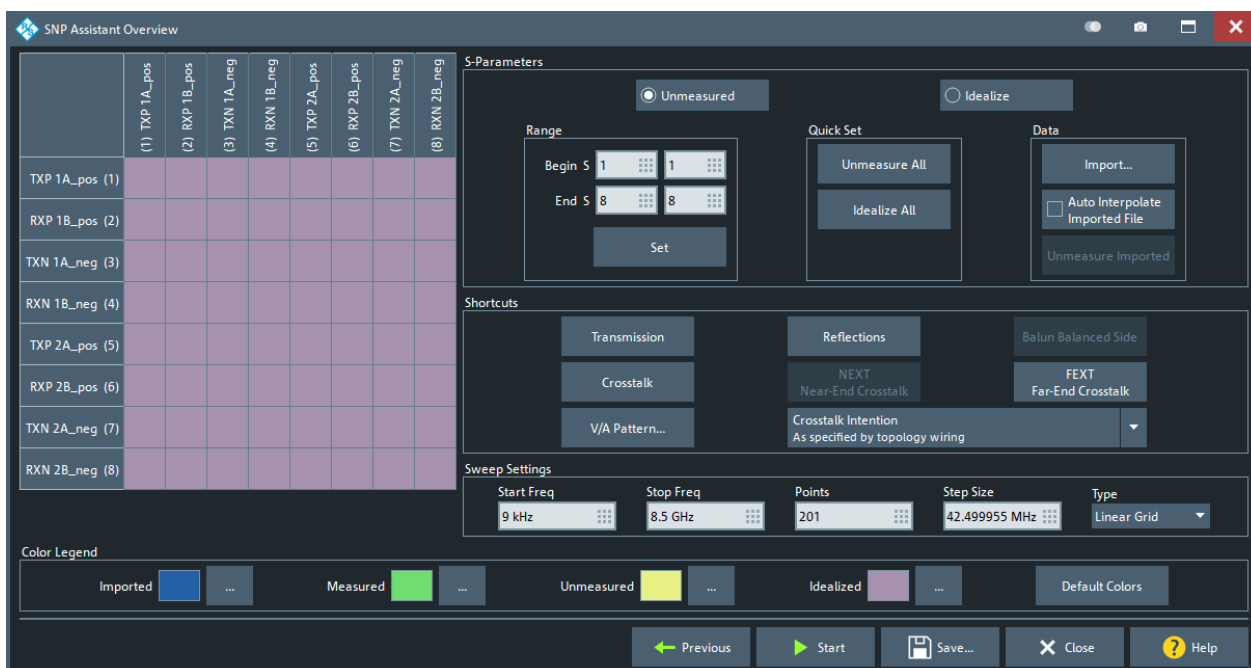 SNP Assistant Overview
(1) TXP 1A_pos
(2) RXP 1B_pos
(3) TXN 1A_neg
(4) RXN 1B_neg
(5) TXP 2A_pos
(6) RXP 2B_pos
(7) TXN 2A_neg
(8) RXN 2B_neg
TXP 1A_pos (1)
RXP 1B_pos (2)
TXN 1A_neg (3)
RXN 1B_neg (4)
TXP 2A_pos (5)
RXP 2B_pos (6)
TXN 2A_neg (7)
RXN 2B_neg (8)
S-Parameters
Unmeasured
Idealize
Range
Begin S 1 1
End S 8 8
Set
Quick Set
Unmeasure All
Idealize All
Data
Import...
Auto Interpolate
Imported File
Unmeasure Imported
Shortcuts
Transmission
Reflections
Balun Balanced Side
Crosstalk
NEXT
Near-End Crosstalk
FEXT
Far-End Crosstalk
V/A Pattern...
Crosstalk Intention
As specified by topology wiring
Sweep Settings
Start Freq
9 kHz
Stop Freq
8.5 GHz
Points
201
Step Size
42.499955 MHz
Type
Linear Grid
Color Legend
Imported ...
Measured ...
Unmeasured ...
Idealized ...
Default Colors
Previous
Start
Save...
Close
? Help